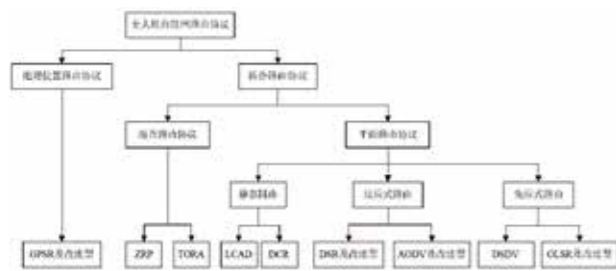 无人机自组网路由协议
地理位置路由协议
拓扑路由协议
混合路由协议
平面路由协议
静态路由
反应式路由
先应式路由
GPSR及改进型
ZRP
TORA
LCAD
DCR
DSR及改进型
AODV及改进型
DSDV
OLSR及改进型